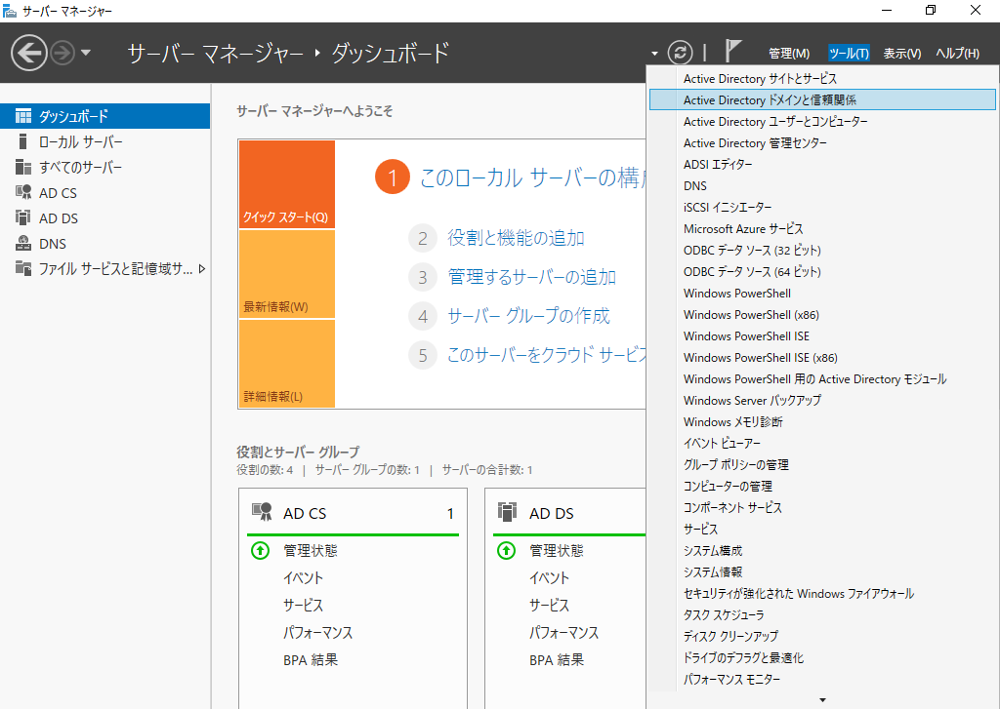 サーバー マネージャー
サーバー マネージャー ‣ ダッシュボード
管理(M) ツール(T) 表示(V) ヘルプ(H)
ダッシュボード
ローカル サーバー
すべてのサーバー
AD CS
AD DS
DNS
ファイル サービスと記憶域サ...
サーバー マネージャーへようこそ
クイック スタート(Q)
最新情報(W)
詳細情報(L)
1 このローカル サーバーの構成
2 役割と機能の追加
3 管理するサーバーの追加
4 サーバー グループの作成
5 このサーバーをクラウド サービス
役割とサーバー グループ
役割の数: 4 | サーバー グループの数: 1 | サーバーの合計数: 1
AD CS 1
管理状態
イベント
サービス
パフォーマンス
BPA 結果
AD DS
管理状態
イベント
サービス
パフォーマンス
BPA 結果
Active Directory サイトとサービス
Active Directory ドメインと信頼関係
Active Directory ユーザーとコンピューター
Active Directory 管理センター
ADSI エディター
DNS
iSCSI イニシエーター
Microsoft Azure サービス
ODBC データ ソース (32 ビット)
ODBC データ ソース (64 ビット)
Windows PowerShell
Windows PowerShell (x86)
Windows PowerShell ISE
Windows PowerShell ISE (x86)
Windows PowerShell 用の Active Directory モジュール
Windows Server バックアップ
Windows メモリ診断
イベント ビューアー
グループ ポリシーの管理
コンピューターの管理
コンポーネント サービス
サービス
システム構成
システム情報
セキュリティが強化された Windows ファイアウォール
タスク スケジューラ
ディスク クリーンアップ
ドライブのデフラグと最適化
パフォーマンス モニター